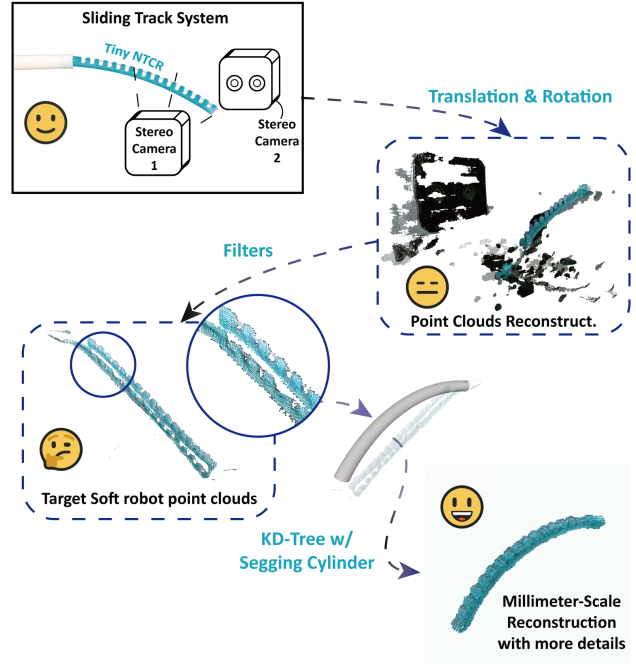 Sliding Track System
Tiny NTCR
Stereo
Camera
1
Stereo
Camera
2
Translation & Rotation
Point Clouds Reconstruct.
Filters
Target Soft robot point clouds
KD-Tree w/
Segging Cylinder
Millimeter-Scale
Reconstruction
with more details